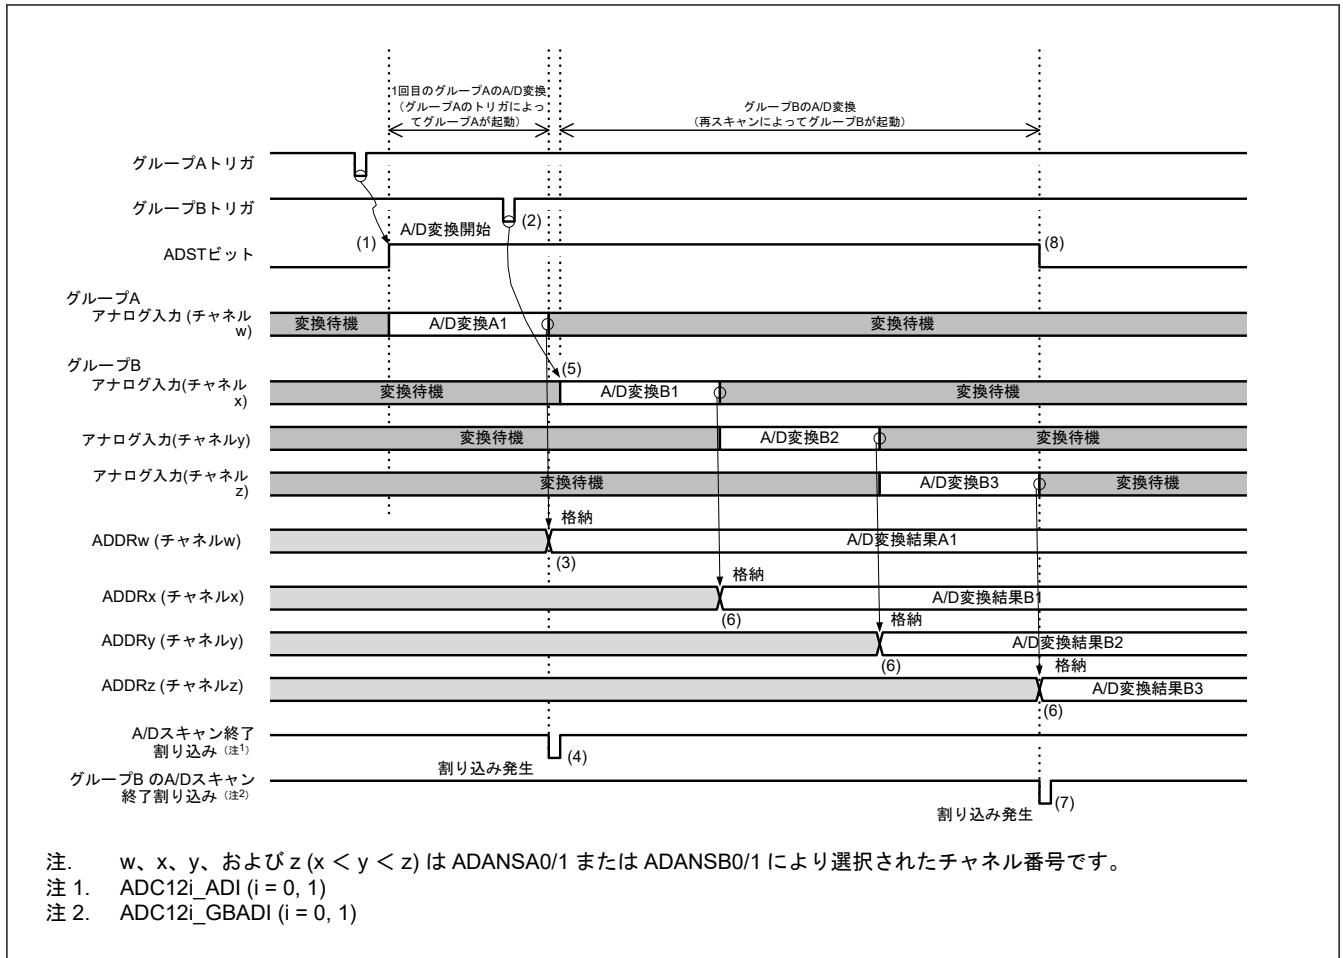 1回目のグループAのA/D変換
（グループAのトリガによっ
てグループAが起動）
グループBのA/D変換
（再スキャンによってグループBが起動）
グループAトリガ
グループBトリガ
(2)
A/D変換開始
(1)
(8)
ADSTビット
グループA
アナログ入力 (チャネル
w)
変換待機
A/D変換A1
変換待機
グループB
アナログ入力(チャネル
x)
(5)
変換待機
A/D変換B1
変換待機
アナログ入力(チャネルy)
変換待機
A/D変換B2
変換待機
アナログ入力(チャネル
z)
変換待機
A/D変換B3
変換待機
格納
ADDRw (チャネルw)
A/D変換結果A1
(3)
格納
ADDRx (チャネルx)
A/D変換結果B1
(6)
格納
ADDRy (チャネルy)
A/D変換結果B2
(6)
格納
ADDRz (チャネルz)
A/D変換結果B3
(6)
A/Dスキャン終了
割り込み（注1）
(4)
割り込み発生
グループB のA/Dスキャン
終了割り込み（注2）
(7)
割り込み発生
注. w、x、y、および z (x ＜ y ＜ z) は ADANSA0/1 または ADANSB0/1 により選択されたチャネル番号です。
注 1. ADC12i_ADI (i = 0, 1)
注 2. ADC12i_GBADI (i = 0, 1)